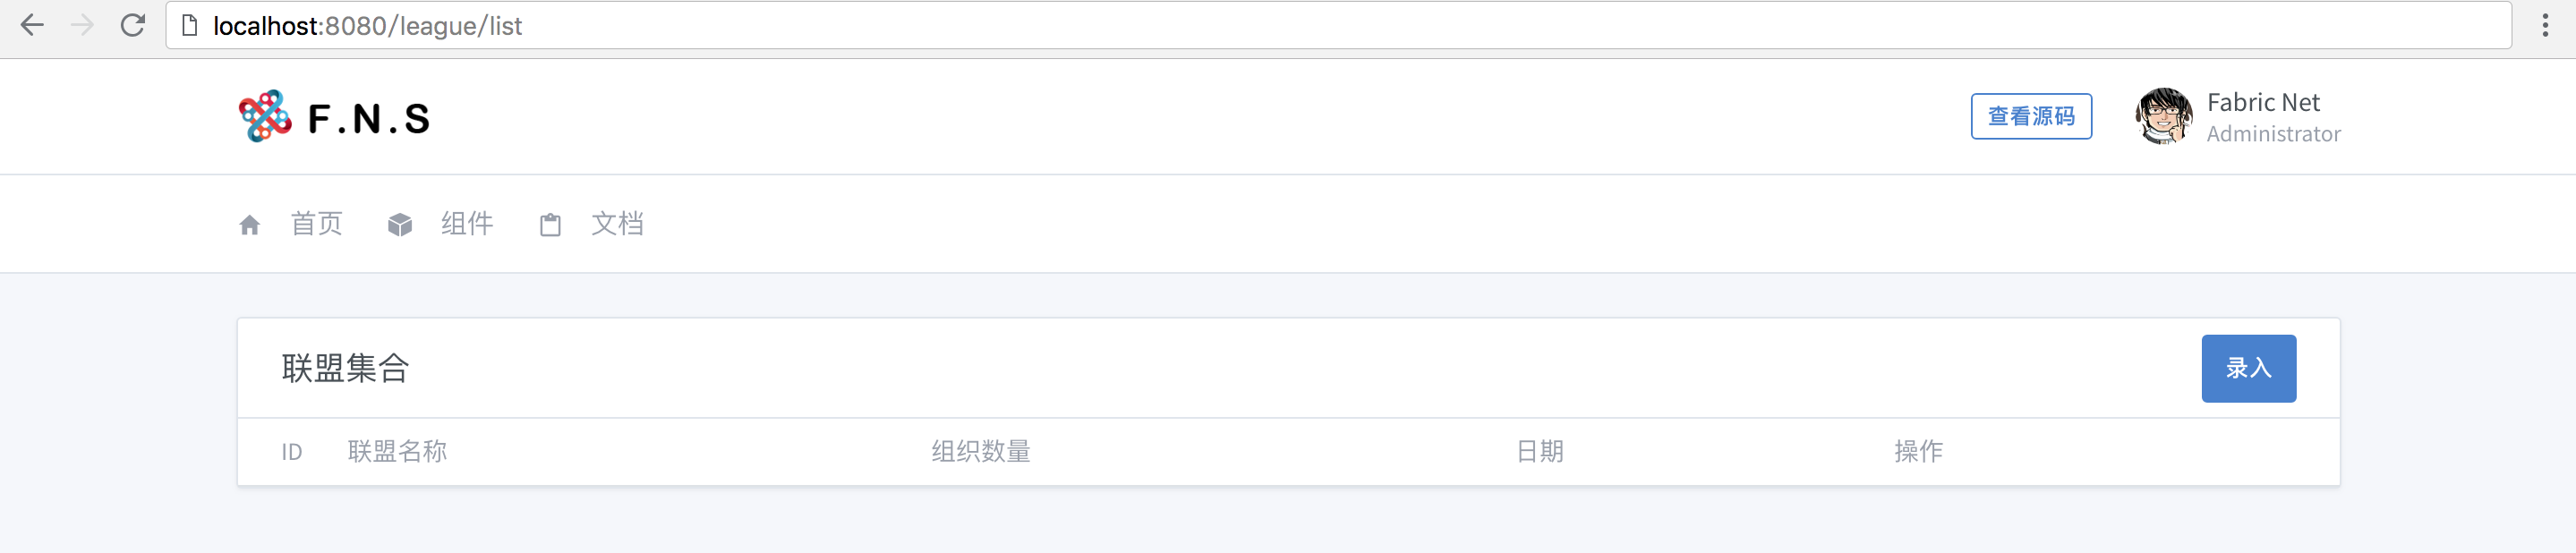 localhost:8080/league/list
F.N.S
查看源码
Fabric Net
Administrator
首页 组件 文档
联盟集合
录入
ID 联盟名称 组织数量 日期 操作